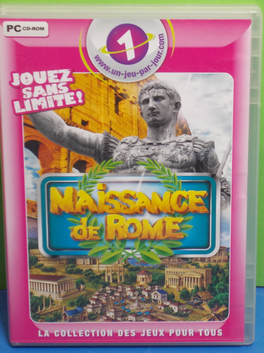 PC CD-ROM
1
www.un-jeu-par-jour.com
JOUEZ
SANS
LIMITE !
NAISSANCE
DE ROME
LA COLLECTION DES JEUX POUR TOUS